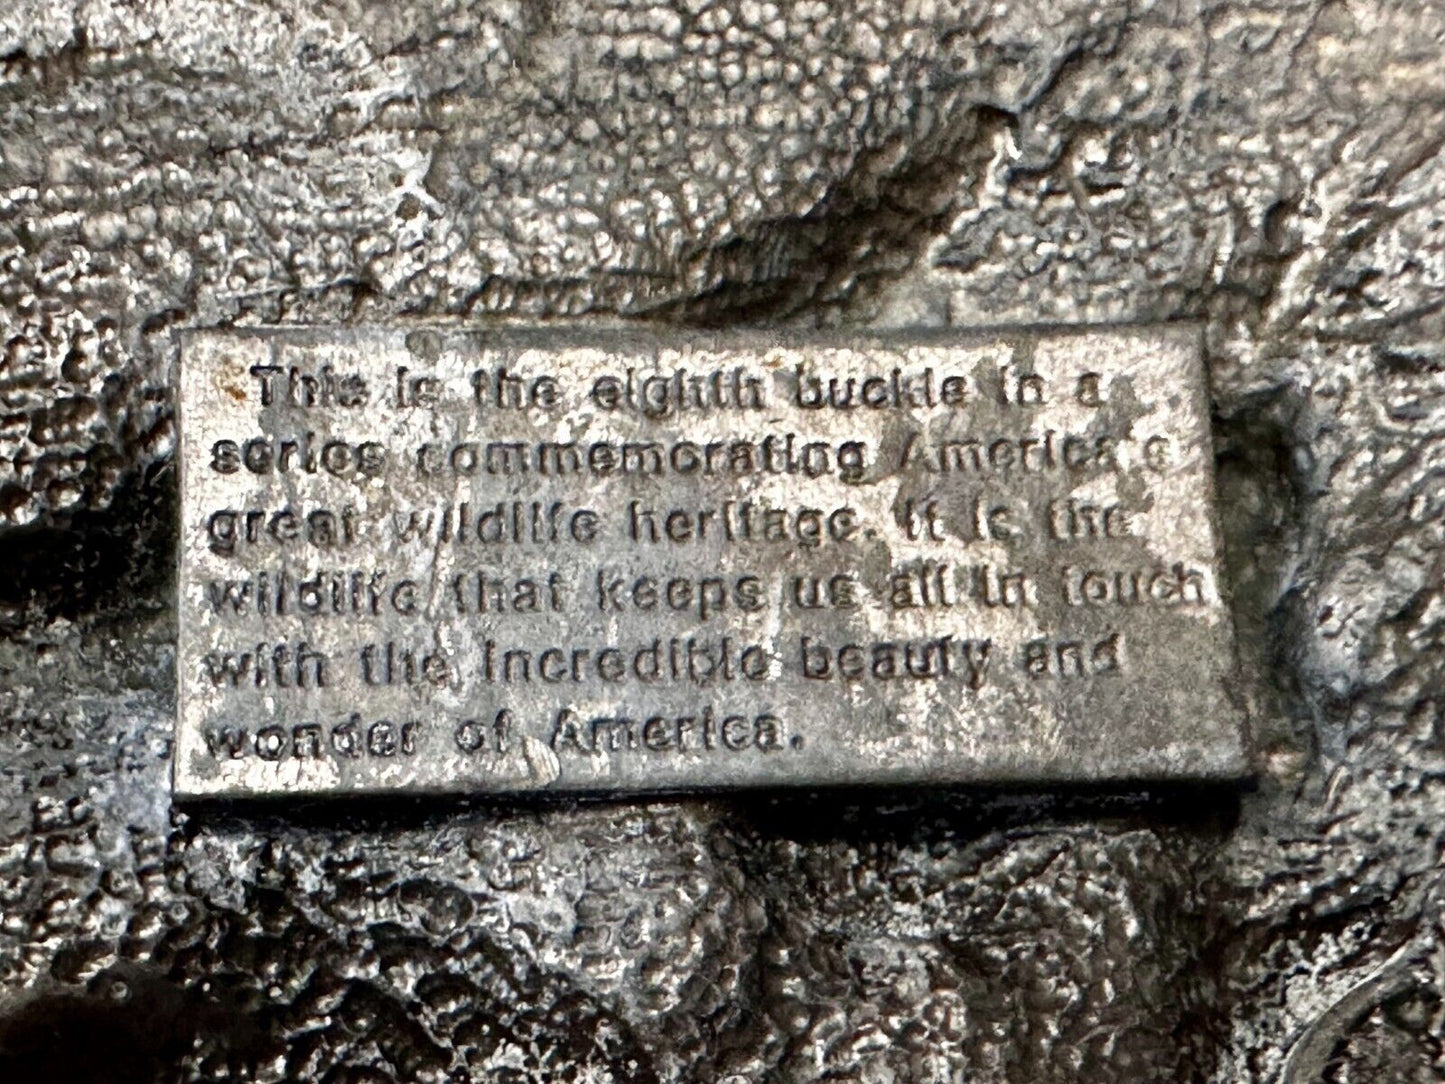 This is the eighth buckle in a
series commemorating America's
great wildlife heritage. It is the
wildlife that keeps us all in touch
with the incredible beauty and
wonder of America.